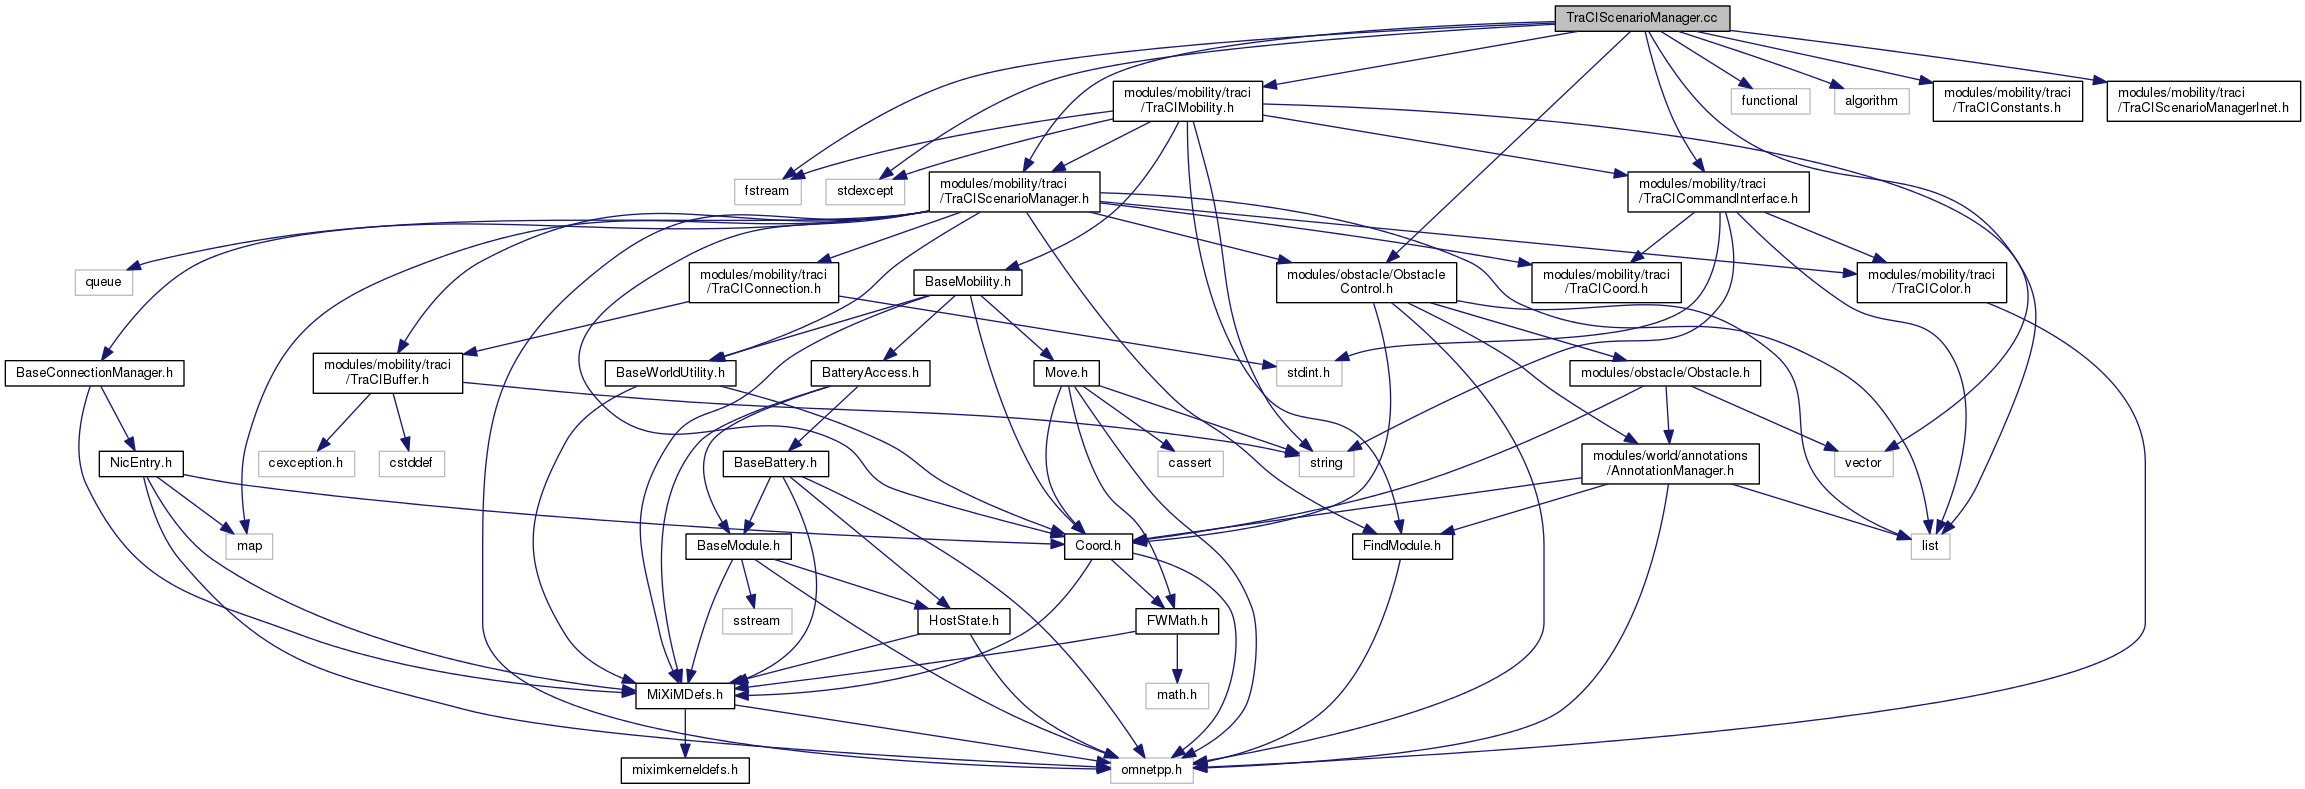 TraCIScenarioManager.cc
modules/mobility/traci
/TraCIMobility.h
functional
algorithm
modules/mobility/traci
/TraCIConstants.h
modules/mobility/traci
/TraCIScenarioManagerInet.h
fstream
stdexcept
modules/mobility/traci
/TraCIScenarioManager.h
modules/mobility/traci
/TraCICommandInterface.h
queue
modules/mobility/traci
/TraCIConnection.h
BaseMobility.h
modules/obstacle/Obstacle
Control.h
modules/mobility/traci
/TraCICoord.h
modules/mobility/traci
/TraCIColor.h
BaseConnectionManager.h
modules/mobility/traci
/TraCIBuffer.h
BaseWorldUtility.h
BatteryAccess.h
Move.h
stdint.h
modules/obstacle/Obstacle.h
NicEntry.h
cexception.h
cstddef
BaseBattery.h
cassert
string
modules/world/annotations
/AnnotationManager.h
vector
map
BaseModule.h
Coord.h
FindModule.h
list
sstream
HostState.h
FWMath.h
MiXiMDefs.h
math.h
miximkerneldefs.h
omnetpp.h